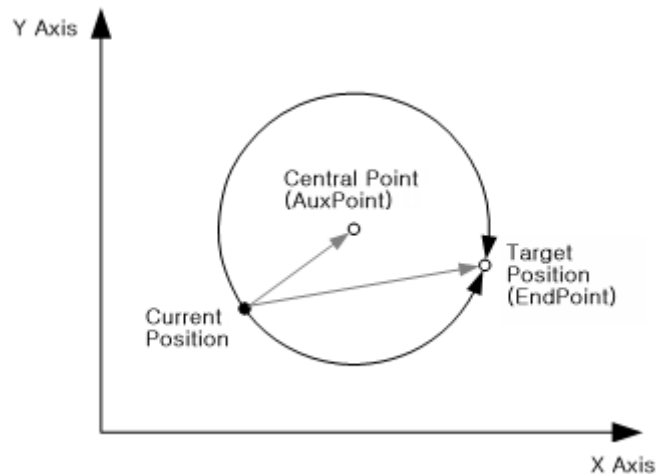 Y Axis
Central Point
(AuxPoint)
Target
Position
(EndPoint)
Current
Position
X Axis